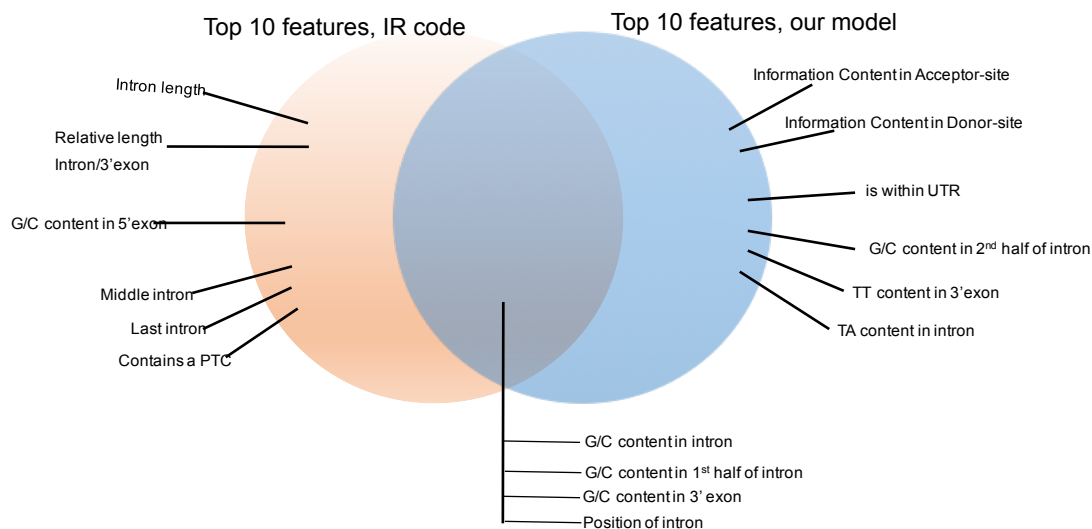 Top 10 features, IR code
Top 10 features, our model
Intron length
Relative length
Intron/3'exon
G/C content in 5'exon
Middle intron
Last intron
Contains a PTC
Information Content in Acceptor-site
Information Content in Donor-site
is within UTR
G/C content in 2nd half of intron
TT content in 3'exon
TA content in intron
G/C content in intron
G/C content in 1st half of intron
G/C content in 3' exon
Position of intron